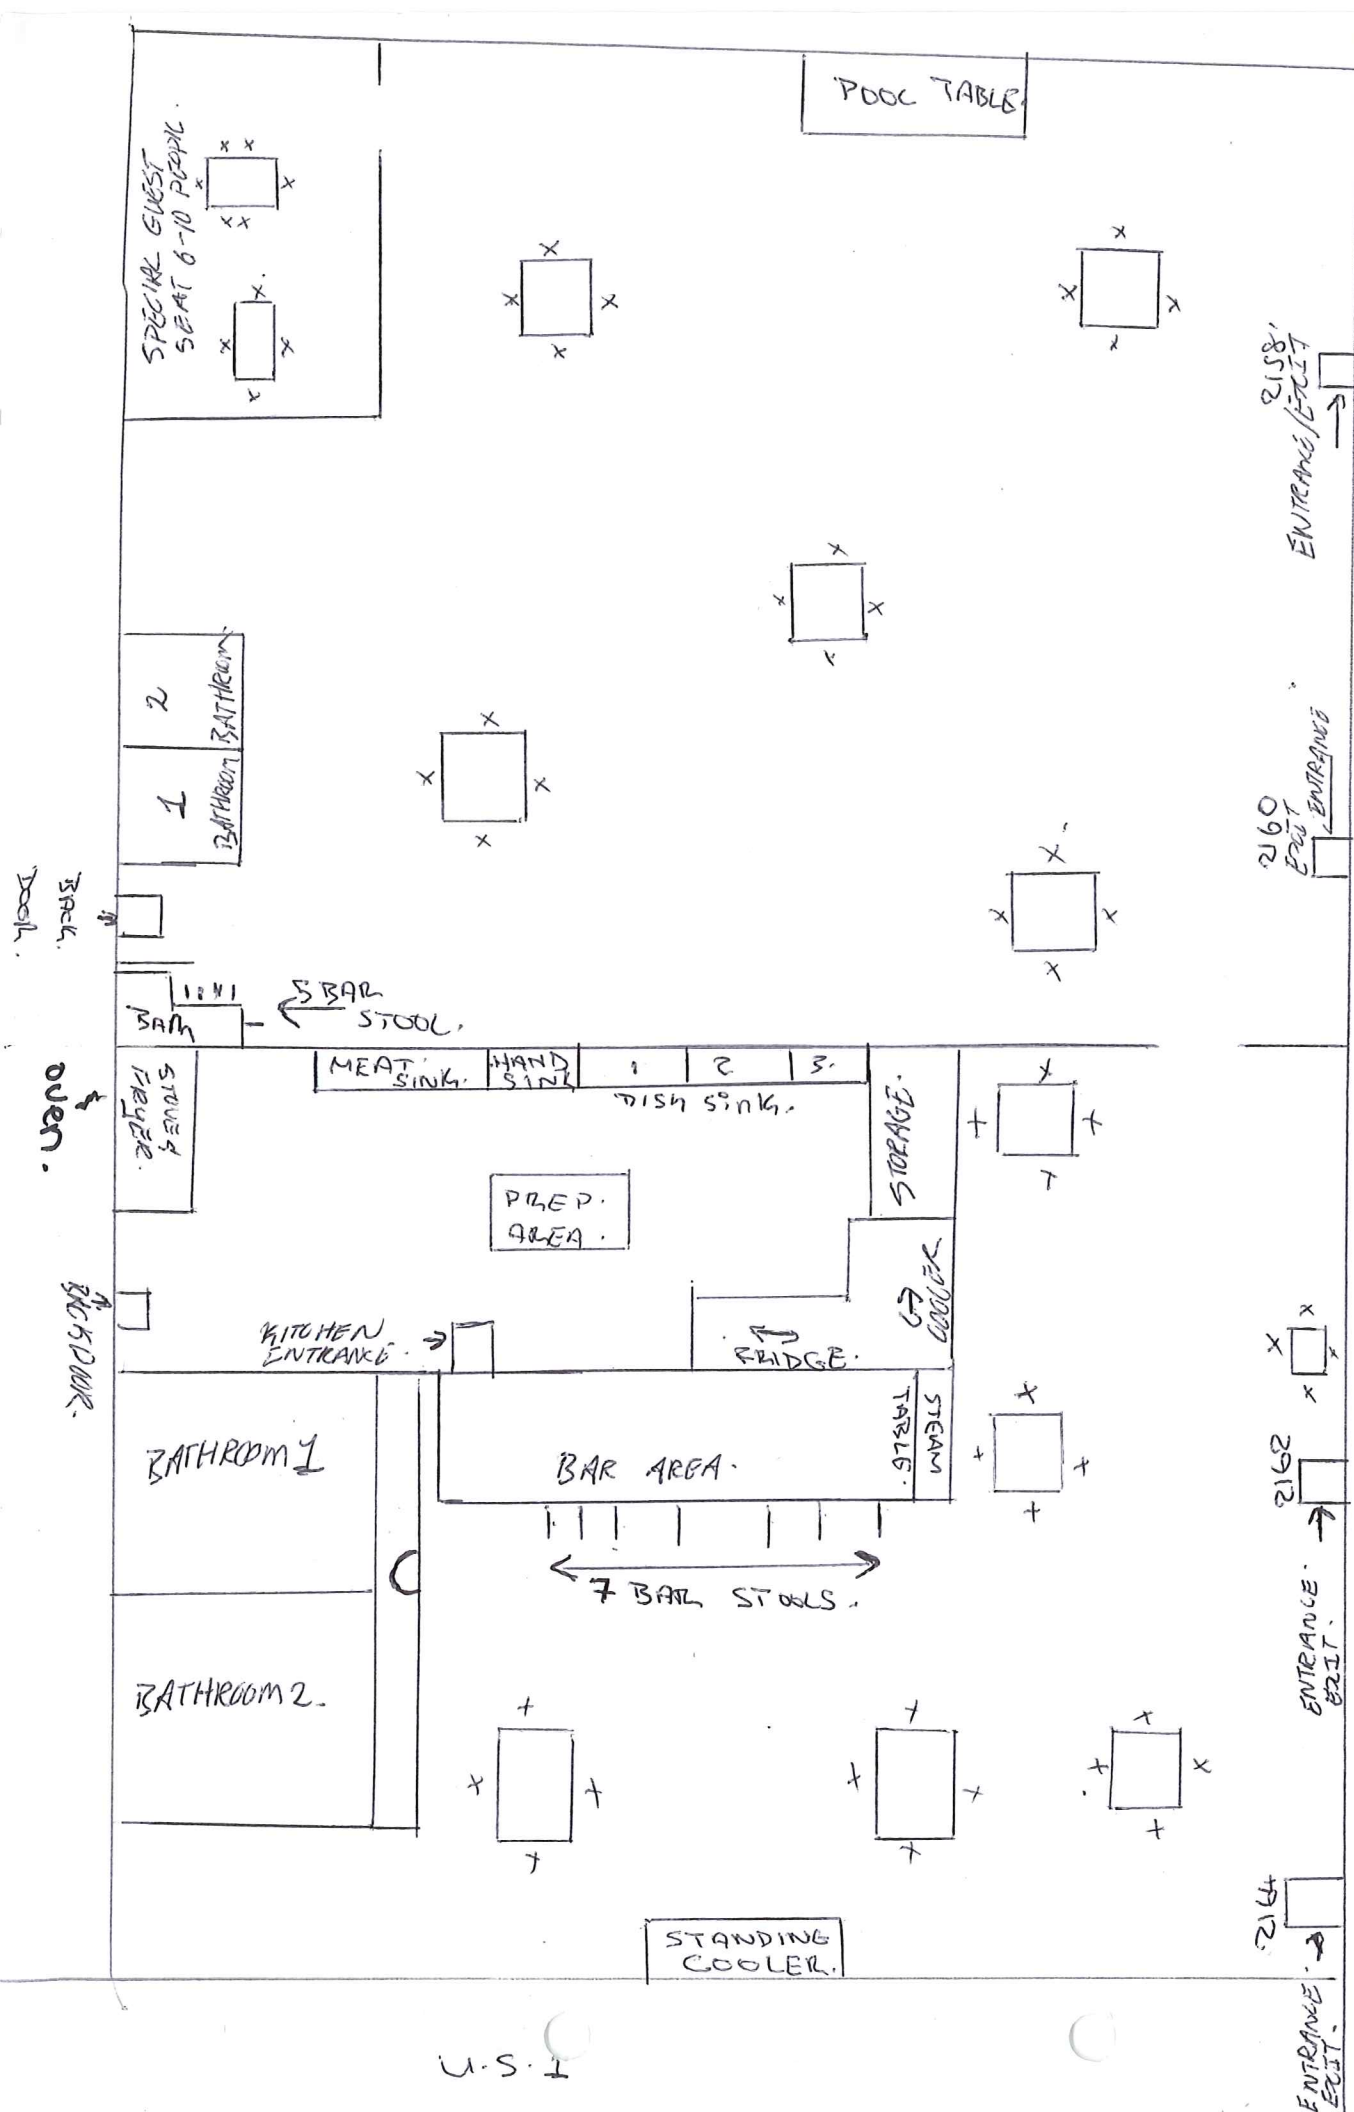 POOL TABLE.
SPECIAL GUEST
SEAT 6-10 PEOPLE.
2158
ENTRANCE/EXIT
2
BATHROOM
1
BATHROOM
2160
EXIT
ENTRANCE
BACK
DOOR.
BAR
5 BAR
STOOL.
STOVE &
FRYER.
&
oven.
MEAT
SINK.
HAND
SINK
1
2
3.
DISH SINK.
STORAGE.
PREP.
AREA.
COOLER
FRIDGE.
KITCHEN
ENTRANCE.
BACKDOOR.
BATHROOM 1
BAR AREA.
STEAM
TABLE.
2162
ENTRANCE.
EXIT.
7 BAR STOOLS.
BATHROOM 2.
STANDING
COOLER.
2164
ENTRANCE.
EXIT.
U.S.1